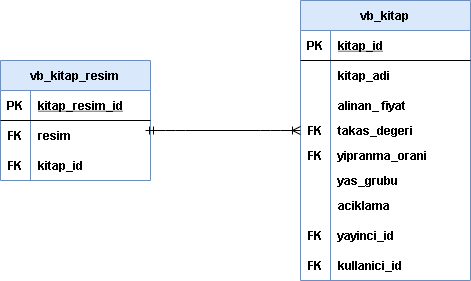 vb_kitap_resim
PK kitap_resim_id
FK resim
FK kitap_id
vb_kitap
PK kitap_id
kitap_adi
alinan_fiyat
FK takas_degeri
FK yipranma_orani
yas_grubu
aciklama
FK yayinci_id
FK kullanici_id